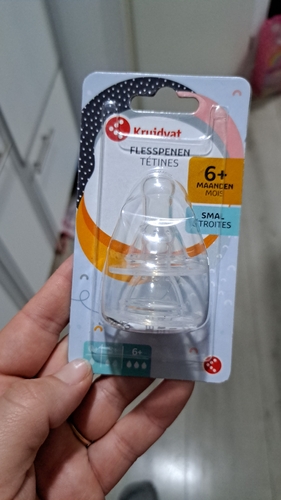 Kruidvat
FLESSPENEN
TÉTINES
6+
MAANDEN
MOIS
SMAL
ÉTROITES
6+